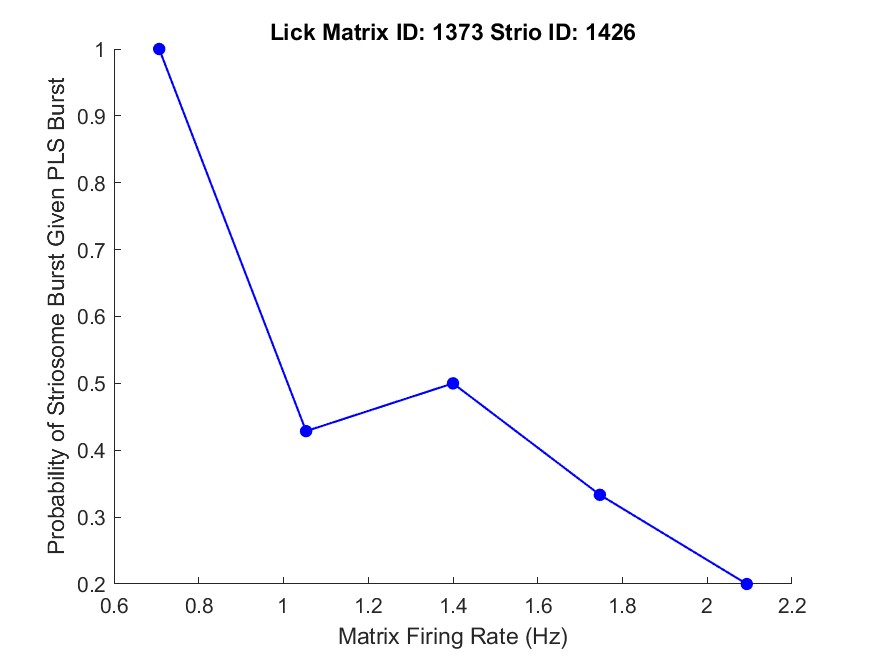 Lick Matrix ID: 1373 Strio ID: 1426
Probability of Striosome Burst Given PLS Burst
1
0.9
0.8
0.7
0.6
0.5
0.4
0.3
0.2
0.6 0.8 1 1.2 1.4 1.6 1.8 2 2.2
Matrix Firing Rate (Hz)